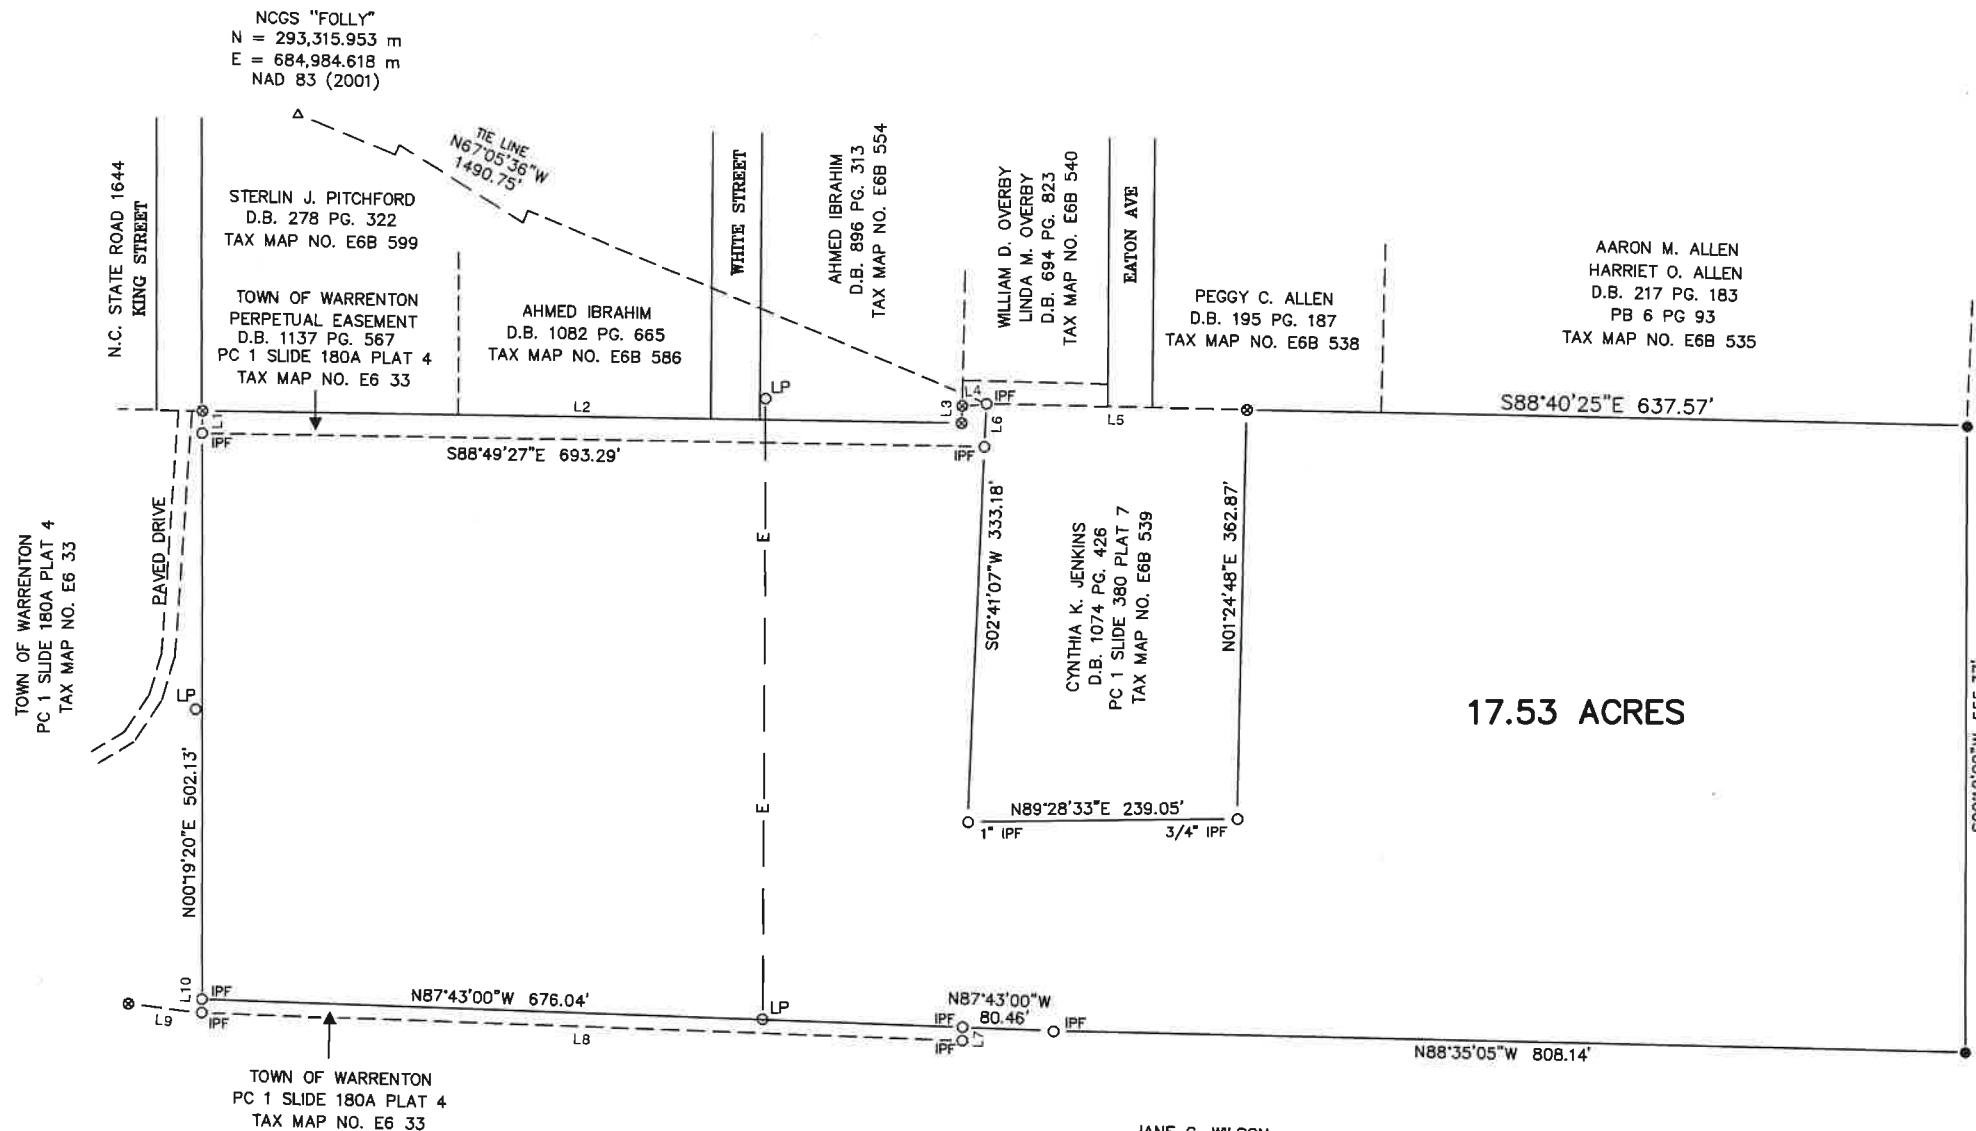 NCGS "FOLLY"
N = 293,315.953 m
E = 684,984.618 m
NAD 83 (2001)
TIE LINE
N67°05'36"W
1490.75'
N.C. STATE ROAD 1644
KING STREET
STERLIN J. PITCHFORD
D.B. 278 PG. 322
TAX MAP NO. E6B 599
TOWN OF WARRENTON
PERPETUAL EASEMENT
D.B. 1137 PG. 567
PC 1 SLIDE 180A PLAT 4
TAX MAP NO. E6 33
AHMED IBRAHIM
D.B. 1082 PG. 665
TAX MAP NO. E6B 586
WHITE STREET
AHMED IBRAHIM
D.B. 896 PG. 313
TAX MAP NO. E6B 554
WILLIAM D. OVERBY
LINDA M. OVERBY
D.B. 694 PG. 823
TAX MAP NO. E6B 540
EATON AVE
PEGGY C. ALLEN
D.B. 195 PG. 187
TAX MAP NO. E6B 538
AARON M. ALLEN
HARRIET O. ALLEN
D.B. 217 PG. 183
PB 6 PG 93
TAX MAP NO. E6B 535
LP
L1
L2
L3
L4
IPF
L6
L5
S88°40'25"E 637.57'
IPF
S88°49'27"E 693.29'
IPF
PAVED DRIVE
TOWN OF WARRENTON
PC 1 SLIDE 180A PLAT 4
TAX MAP NO. E6 33
LP
N00°19'20"E 502.13'
E
E
S02°41'07"W 333.18'
CYNTHIA K. JENKINS
D.B. 1074 PG. 426
PC 1 SLIDE 380 PLAT 7
TAX MAP NO. E6B 539
N01°24'48"E 362.87'
17.53 ACRES
N89°28'33"E 239.05'
1" IPF
3/4" IPF
L10
IPF
N87°43'00"W 676.04'
LP
N87°43'00"W
80.46'
IPF
IPF
L9
IPF
L8
IPF
L7
N88°35'05"W 808.14'
TOWN OF WARRENTON
PC 1 SLIDE 180A PLAT 4
TAX MAP NO. E6 33